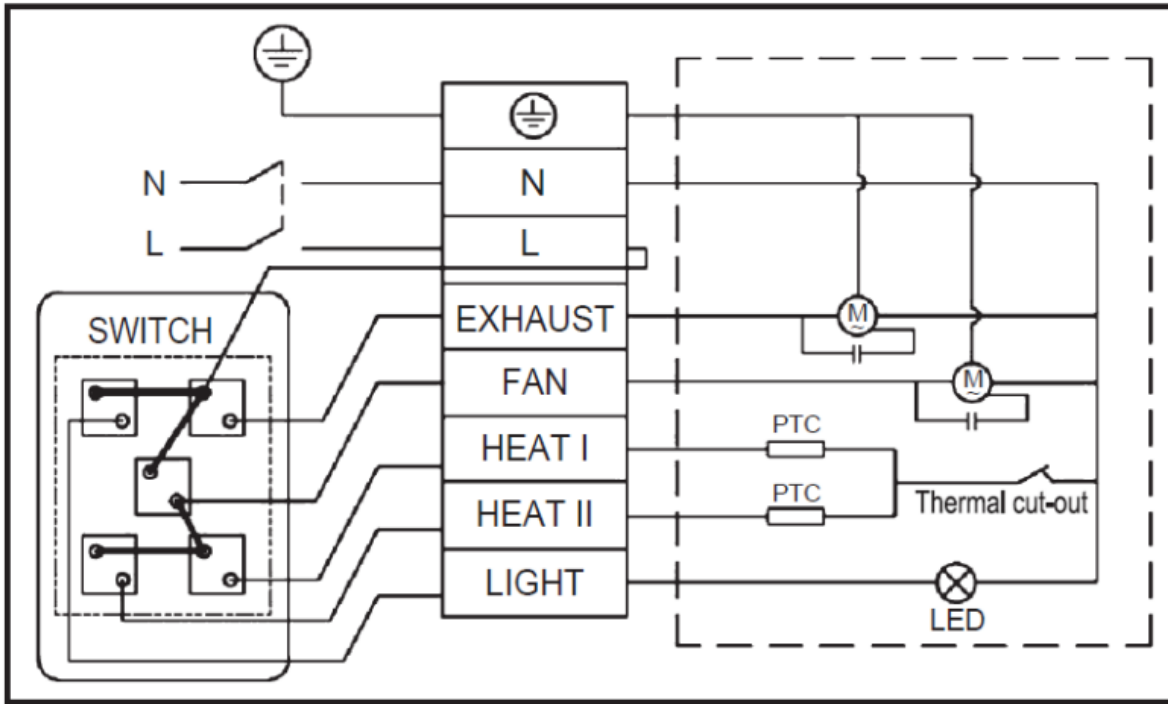 N
N
L
L
SWITCH
EXHAUST
M
~
FAN
M
~
HEAT I
PTC
HEAT II
PTC
Thermal cut-out
LIGHT
LED